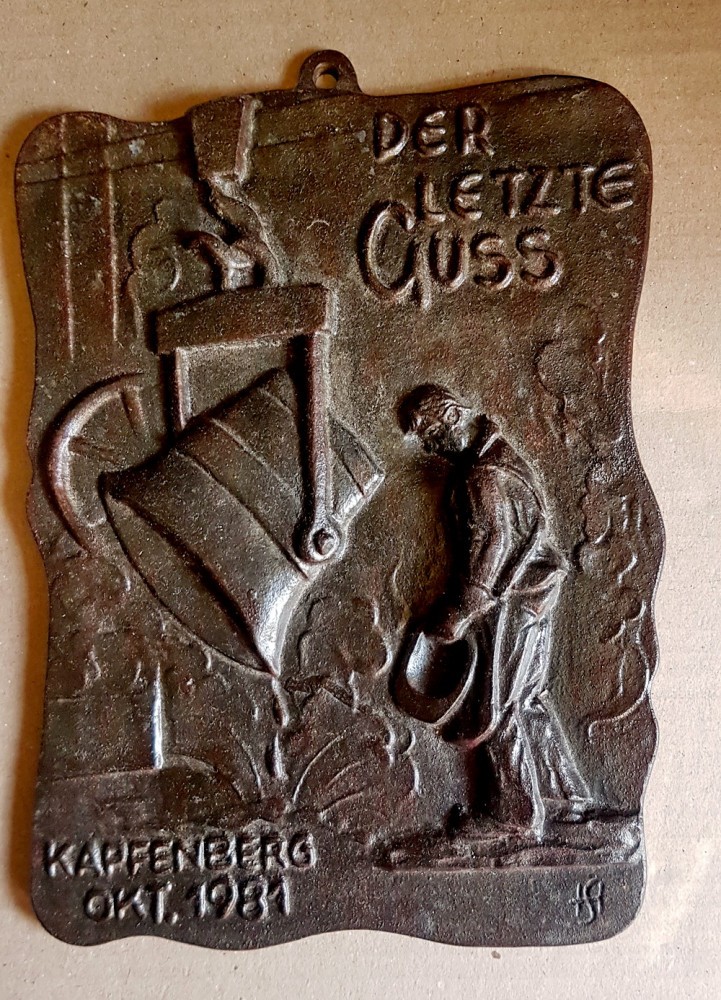 DER
LETZTE
GUSS
KAPFENBERG
OKT. 1981